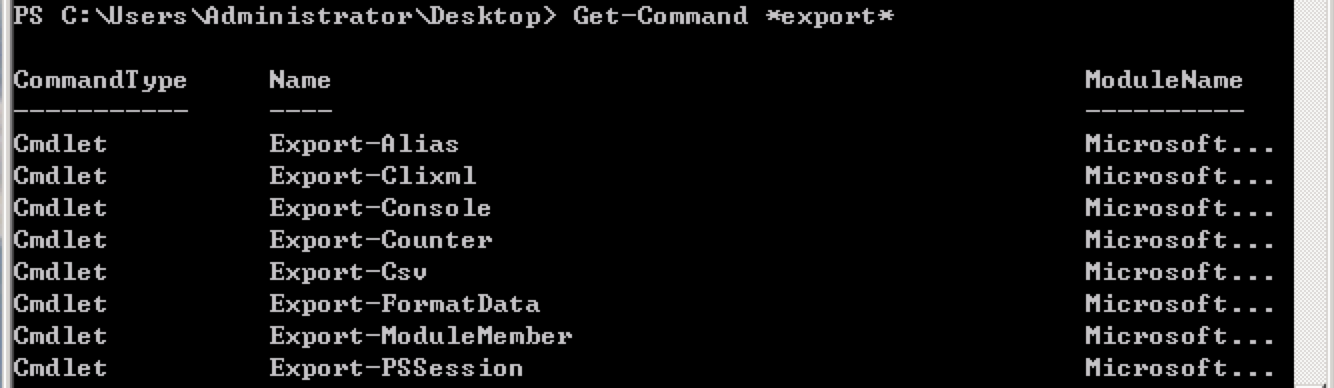 PS C:\Users\Administrator\Desktop> Get-Command *export*
CommandType Name ModuleName
----------- ---- ----------
Cmdlet Export-Alias Microsoft...
Cmdlet Export-Clixml Microsoft...
Cmdlet Export-Console Microsoft...
Cmdlet Export-Counter Microsoft...
Cmdlet Export-Csv Microsoft...
Cmdlet Export-FormatData Microsoft...
Cmdlet Export-ModuleMember Microsoft...
Cmdlet Export-PSSession Microsoft...